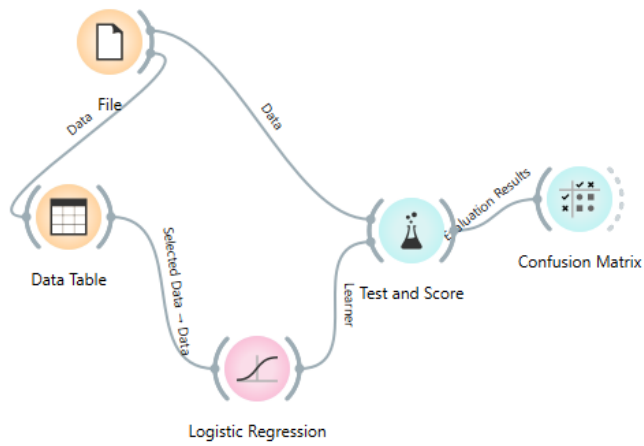 File
Data
Data
Data Table
Selected Data → Data
Learner
Test and Score
Evaluation Results
Confusion Matrix
Logistic Regression